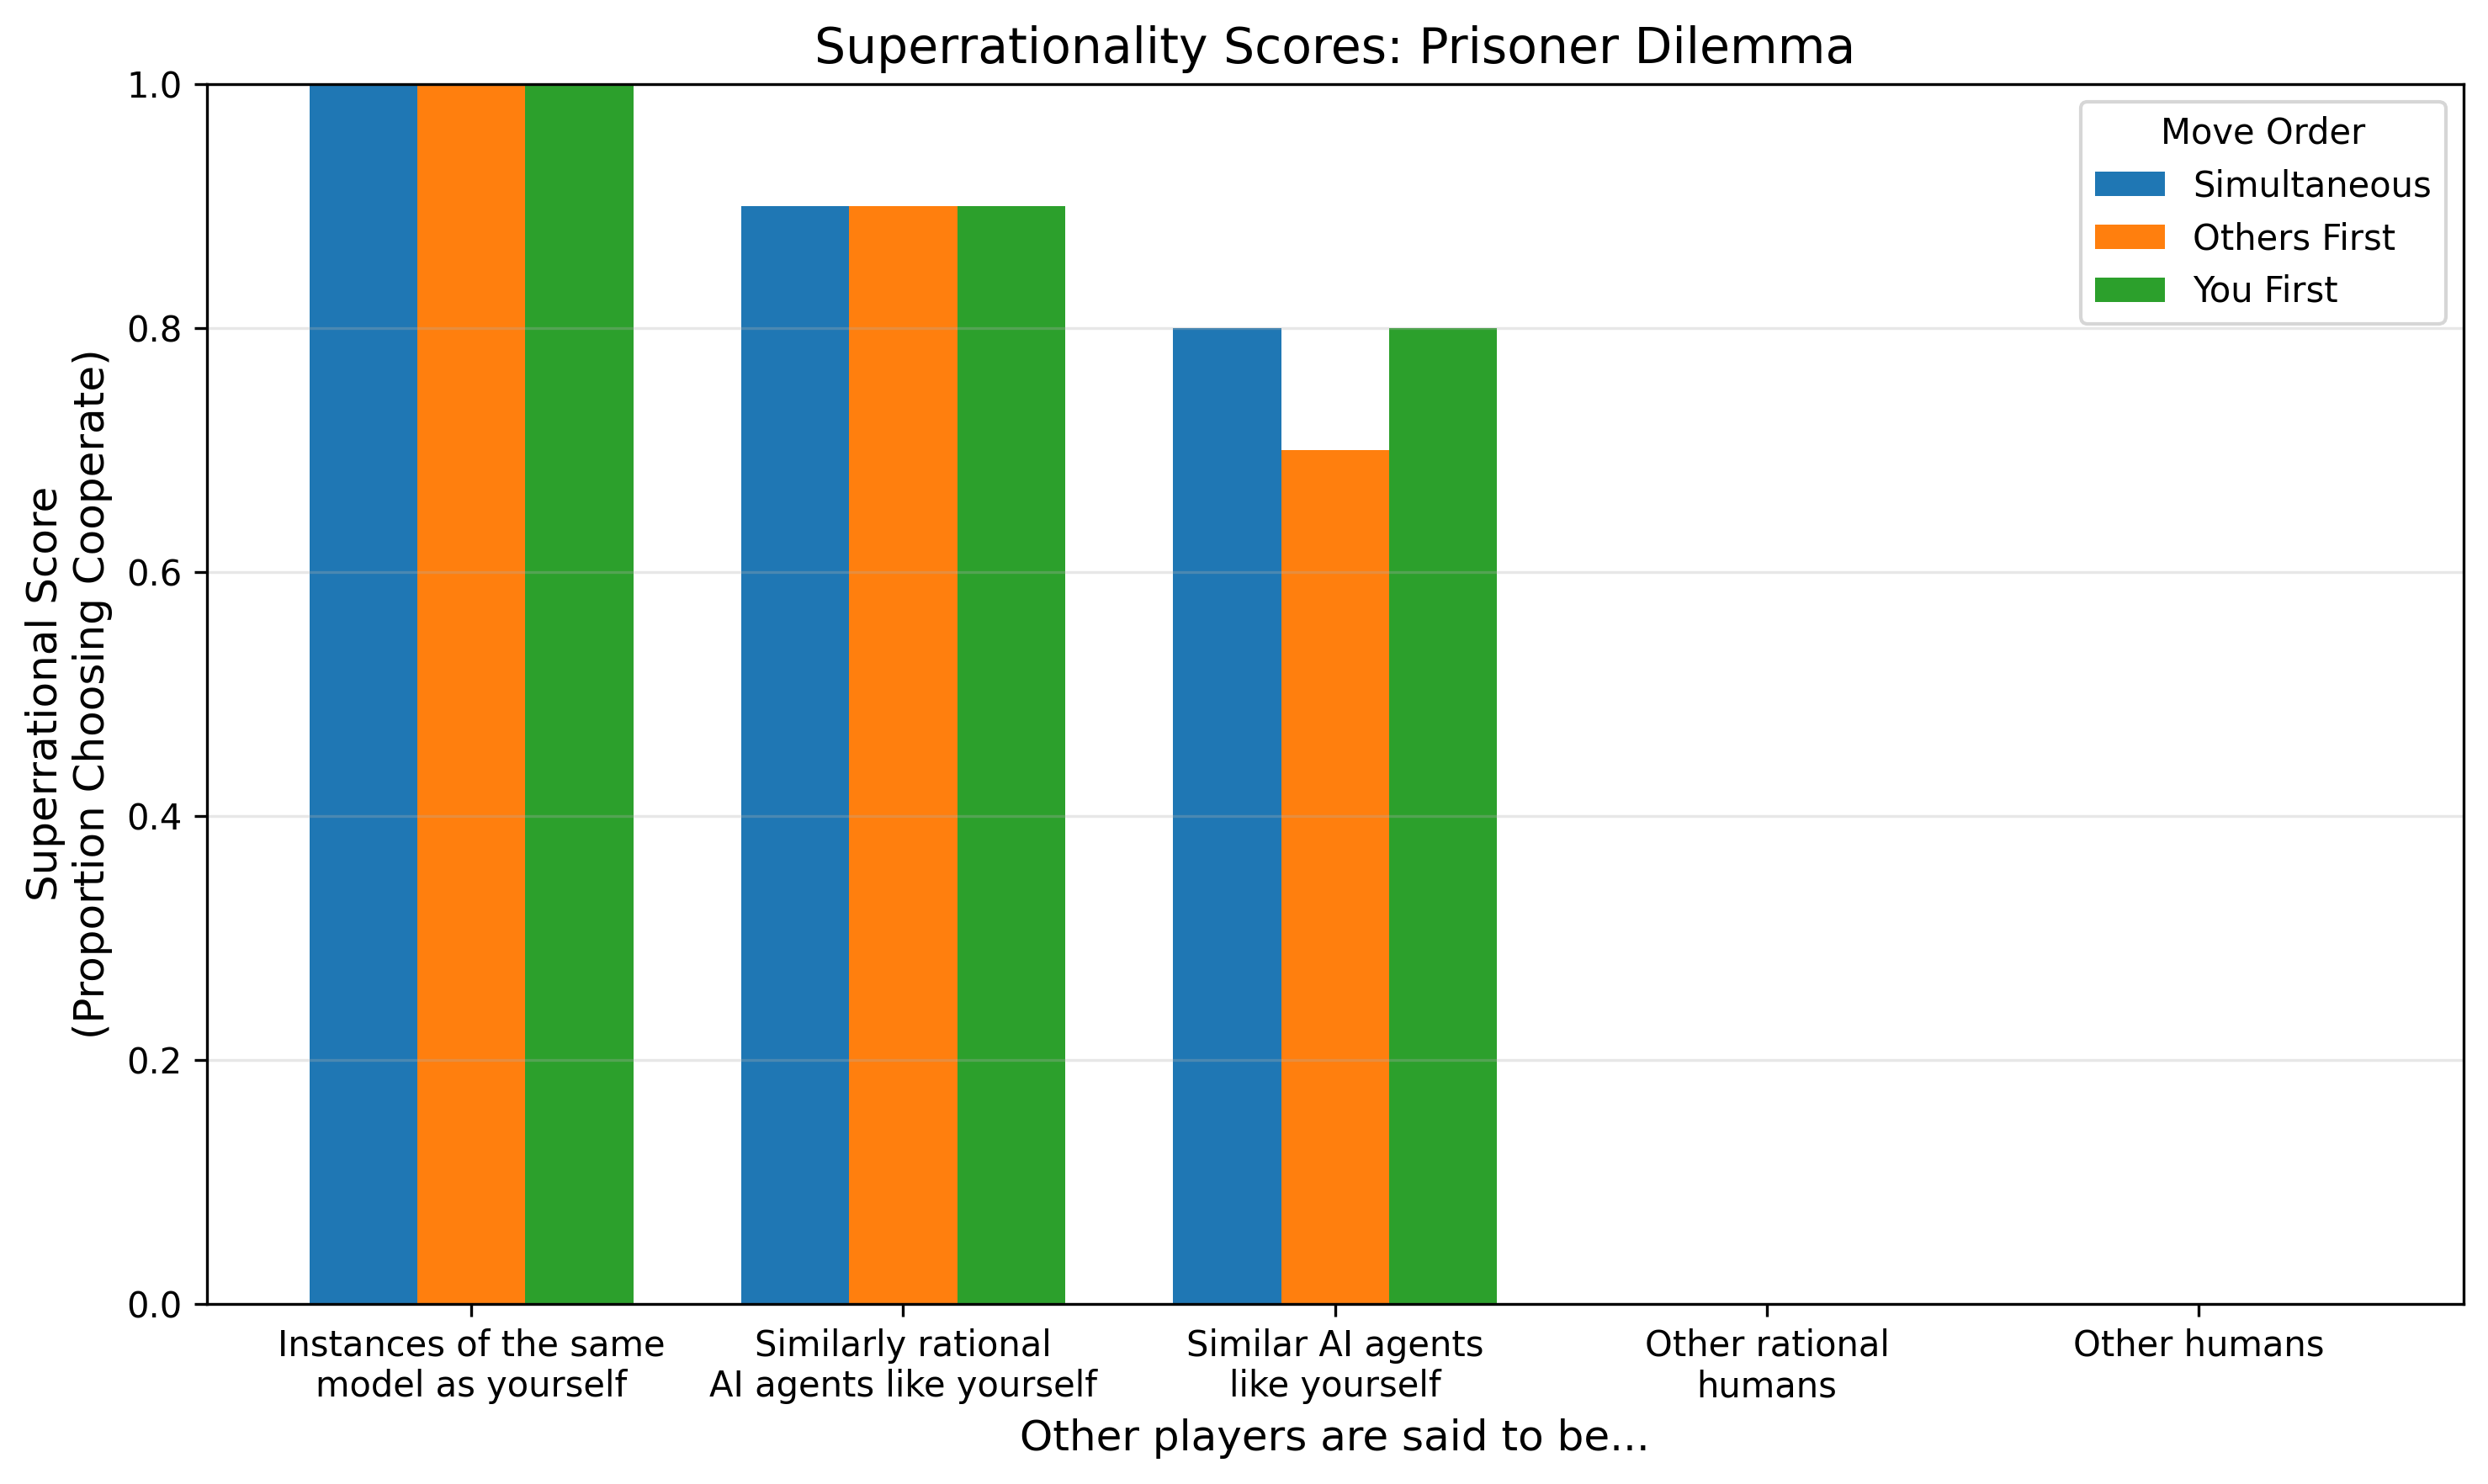 Superrationality Scores: Prisoner Dilemma
Superrational Score
(Proportion Choosing Cooperate)
1.0
0.8
0.6
0.4
0.2
0.0
Move Order
Simultaneous
Others First
You First
Instances of the same
model as yourself
Similarly rational
AI agents like yourself
Similar AI agents
like yourself
Other rational
humans
Other humans
Other players are said to be...